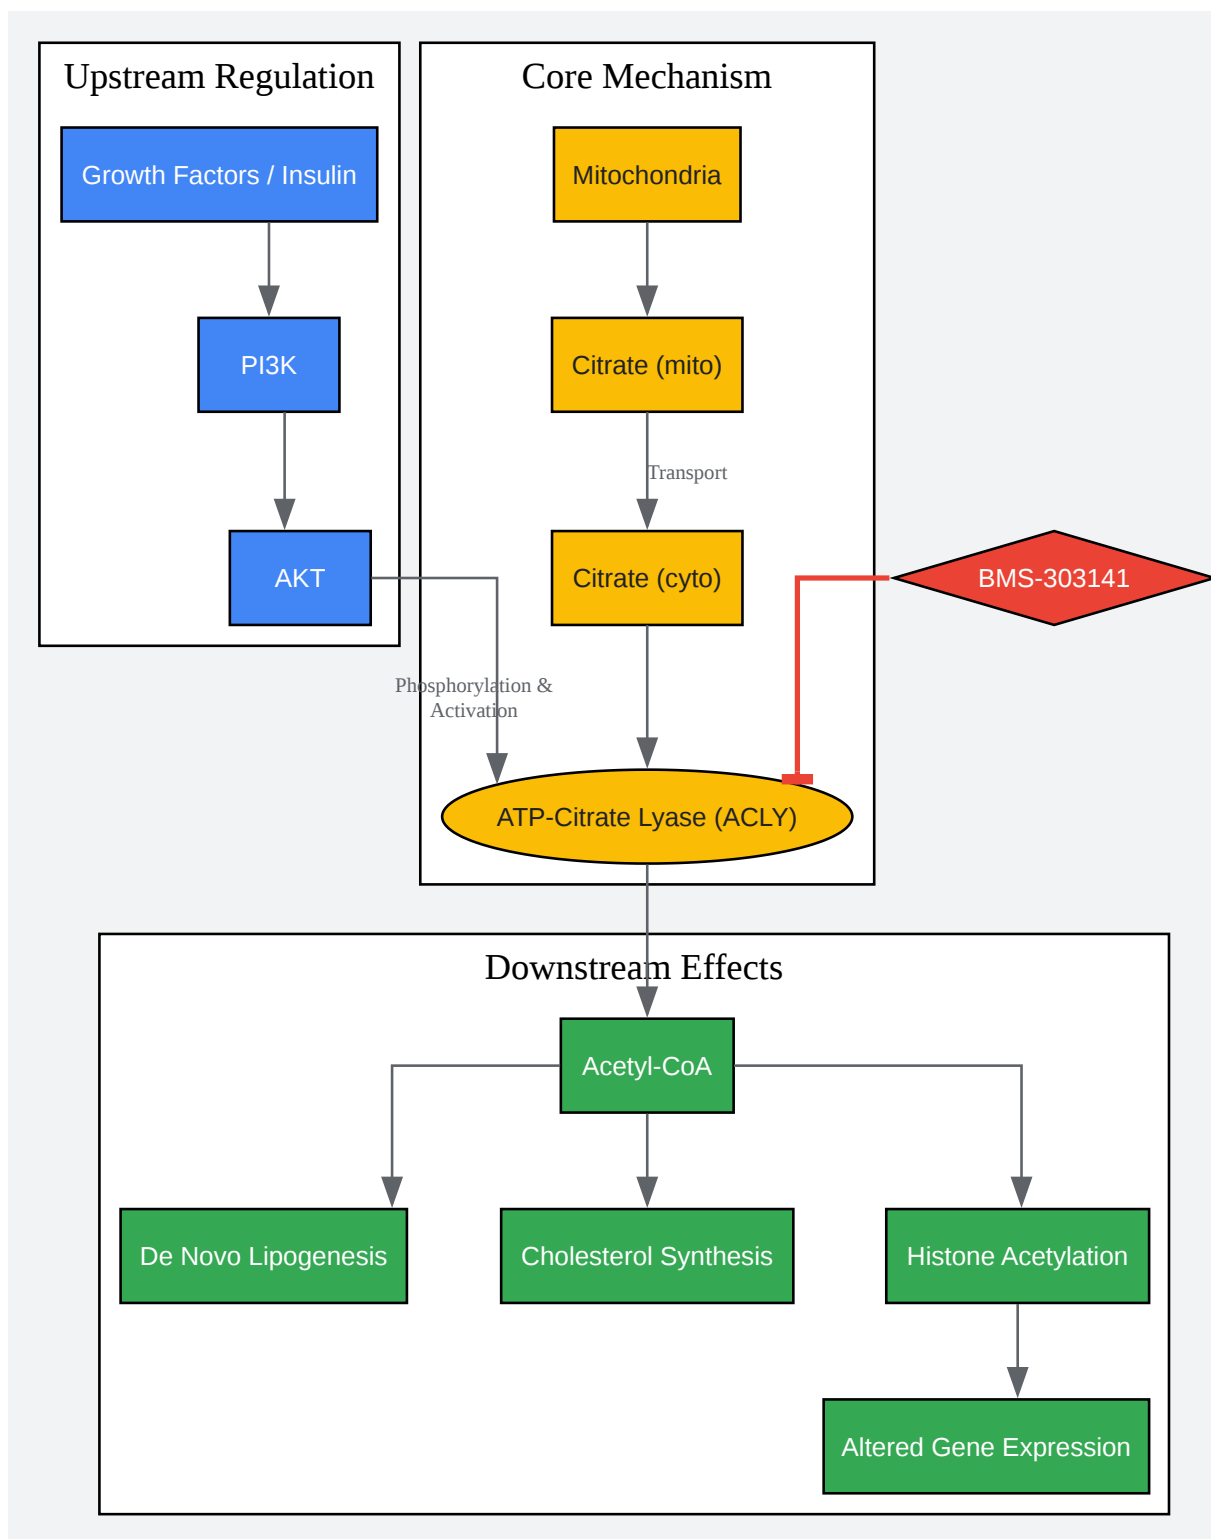 Upstream Regulation
Growth Factors / Insulin
PI3K
AKT
Phosphorylation &
Activation
Core Mechanism
Mitochondria
Citrate (mito)
Transport
Citrate (cyto)
ATP-Citrate Lyase (ACLY)
BMS-303141
Downstream Effects
Acetyl-CoA
De Novo Lipogenesis
Cholesterol Synthesis
Histone Acetylation
Altered Gene Expression